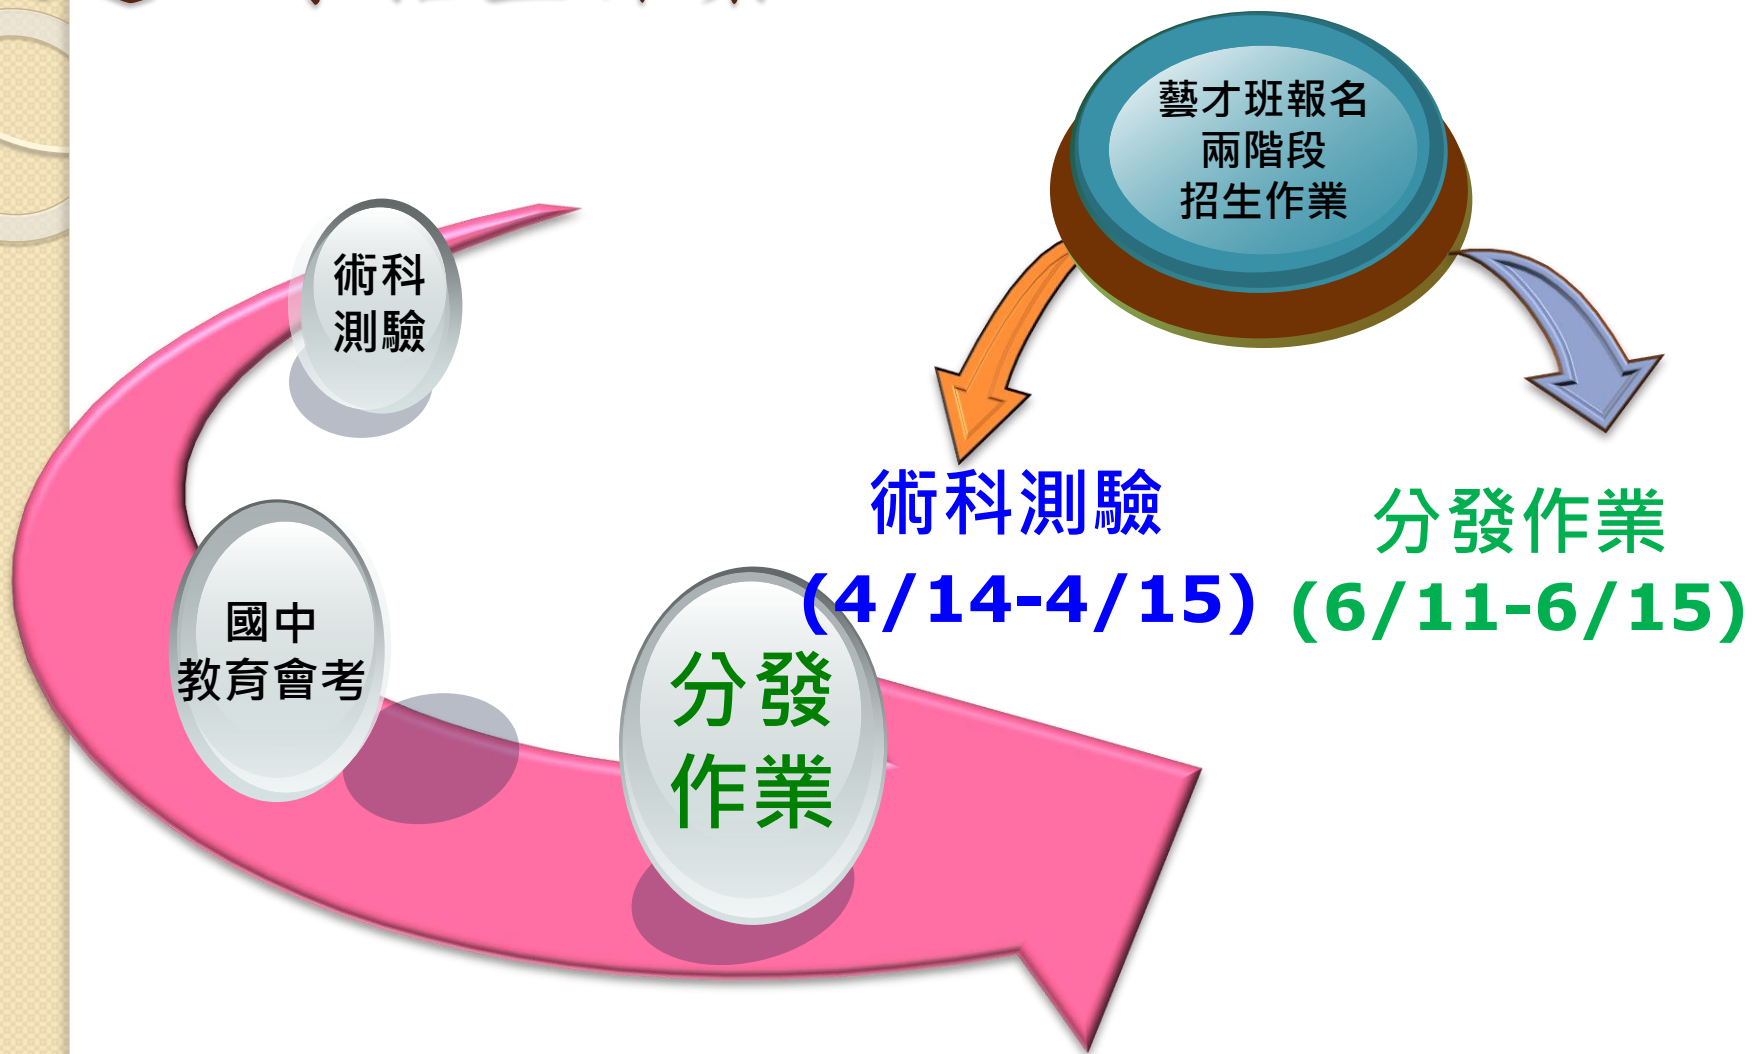 藝才班報名
兩階段
招生作業
術科
測驗
國中
教育會考
分發
作業
術科測驗
(4/14-4/15)
分發作業
(6/11-6/15)